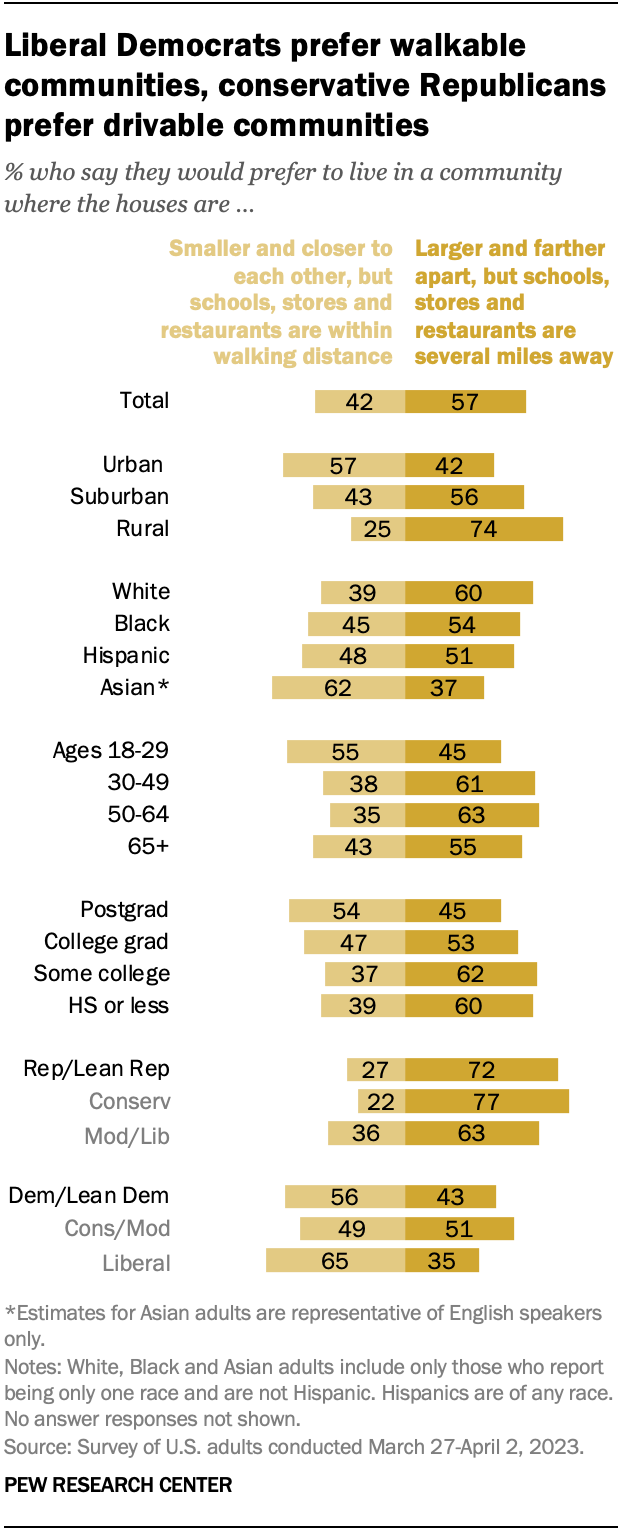 Liberal Democrats prefer walkable
communities, conservative Republicans
prefer drivable communities
% who say they would prefer to live in a community
where the houses are ...
Smaller and closer to
each other, but
schools, stores and
restaurants are within
walking distance
Larger and farther
apart, but schools,
stores and
restaurants are
several miles away
Total 42 57
Urban 57 42
Suburban 43 56
Rural 25 74
White 39 60
Black 45 54
Hispanic 48 51
Asian* 62 37
Ages 18-29 55 45
30-49 38 61
50-64 35 63
65+ 43 55
Postgrad 54 45
College grad 47 53
Some college 37 62
HS or less 39 60
Rep/Lean Rep 27 72
Conserv 22 77
Mod/Lib 36 63
Dem/Lean Dem 56 43
Cons/Mod 49 51
Liberal 65 35
*Estimates for Asian adults are representative of English speakers
only.
Notes: White, Black and Asian adults include only those who report
being only one race and are not Hispanic. Hispanics are of any race.
No answer responses not shown.
Source: Survey of U.S. adults conducted March 27-April 2, 2023.
PEW RESEARCH CENTER